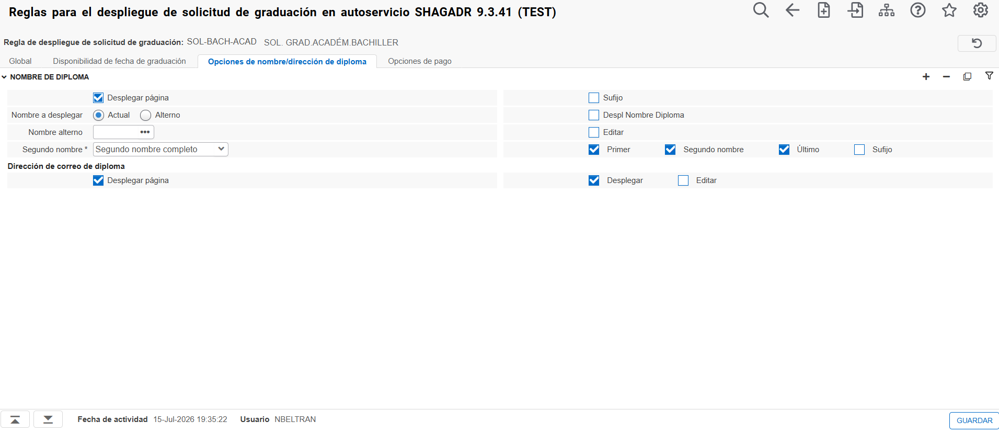 Reglas para el despliegue de solicitud de graduación en autoservicio SHAGADR 9.3.41 (TEST)
Regla de despliegue de solicitud de graduación: SOL-BACH-ACAD SOL. GRAD.ACADÉM.BACHILLER
Global Disponibilidad de fecha de graduación Opciones de nombre/dirección de diploma Opciones de pago
NOMBRE DE DIPLOMA
Desplegar página Sufijo
Nombre a desplegar Actual Alterno Despl Nombre Diploma
Nombre alterno Editar
Segundo nombre * Segundo nombre completo Primer Segundo nombre Último Sufijo
Dirección de correo de diploma
Desplegar página Desplegar Editar
Fecha de actividad 15-Jul-2026 19:35:22 Usuario NBELTRAN GUARDAR